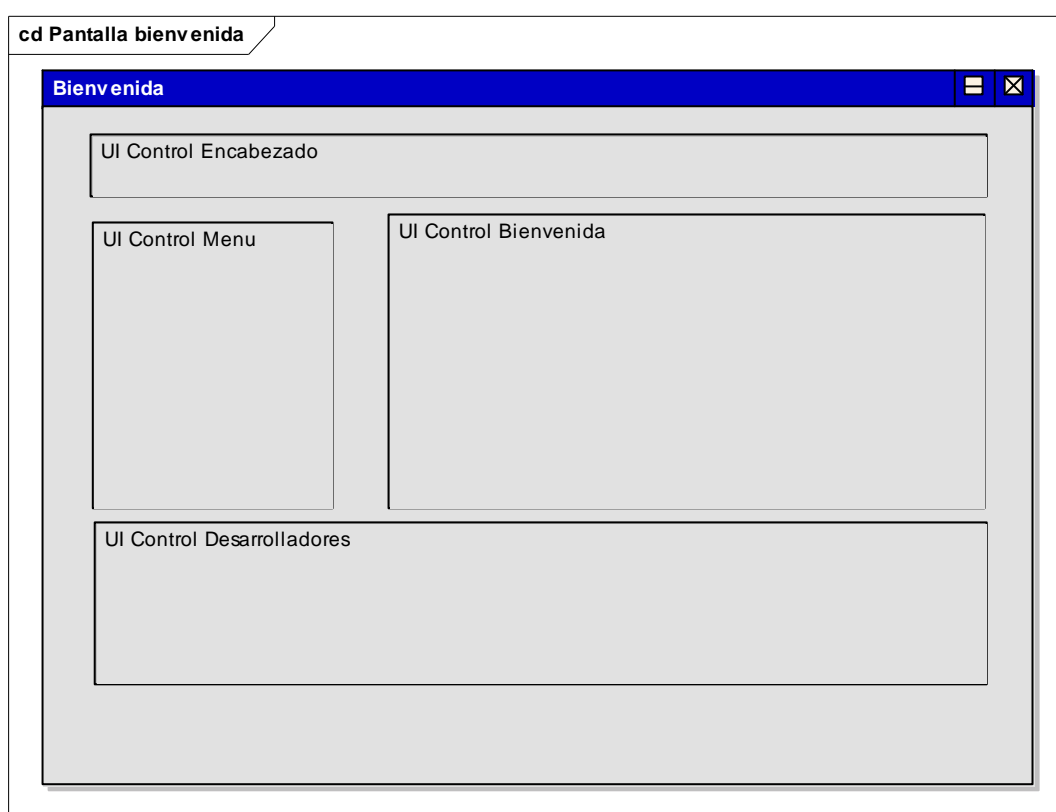 cd Pantalla bienvenida
Bienvenida
UI Control Encabezado
UI Control Menu
UI Control Bienvenida
UI Control Desarrolladores